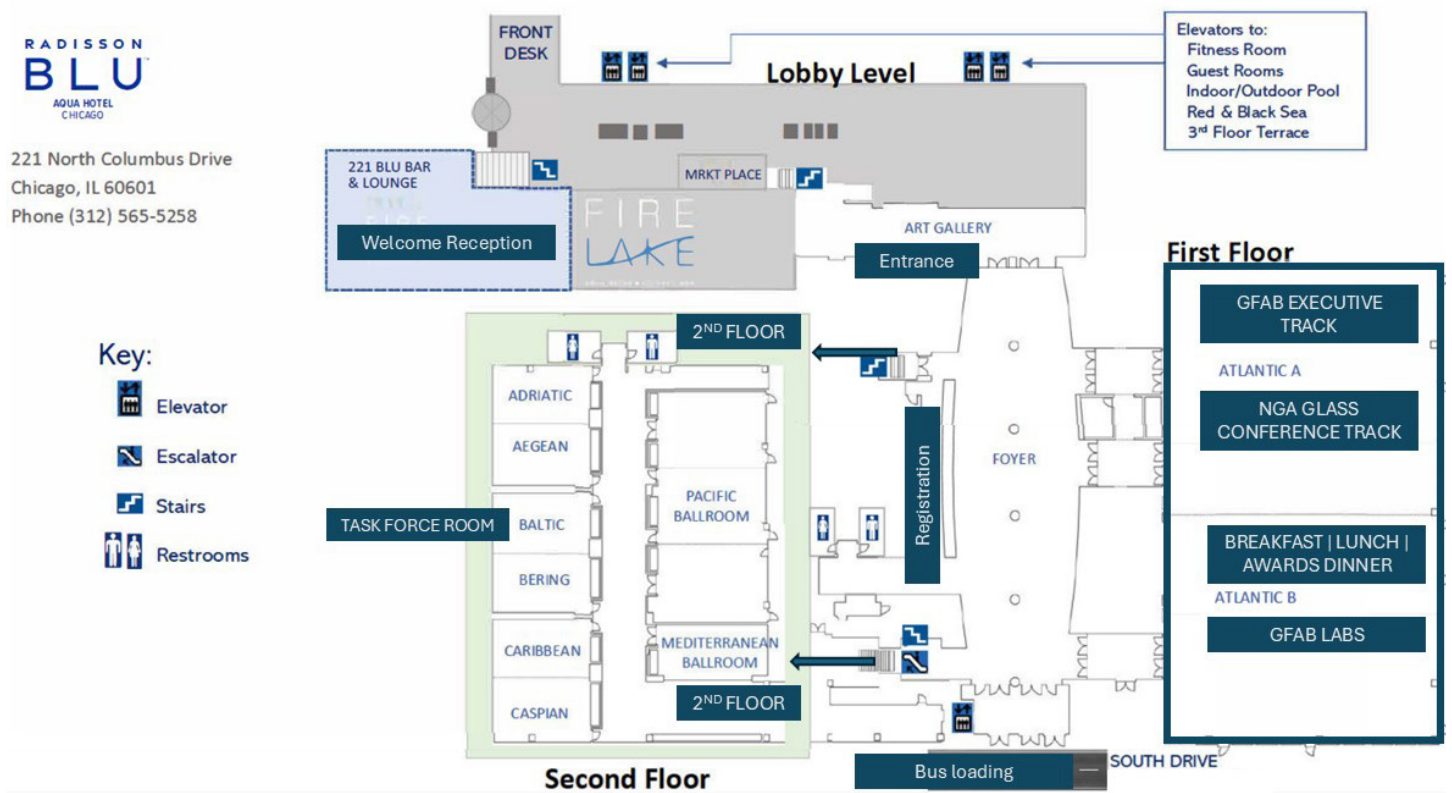 RADISSON
BLU
AQUA HOTEL
CHICAGO
221 North Columbus Drive
Chicago, IL 60601
Phone (312) 565-5258
FRONT
DESK
Lobby Level
Elevators to:
Fitness Room
Guest Rooms
Indoor/Outdoor Pool
Red & Black Sea
3rd Floor Terrace
221 BLU BAR
& LOUNGE
Welcome Reception
MRKT PLACE
FIRE
LAKE
ART GALLERY
Entrance
First Floor
GFAB EXECUTIVE
TRACK
ATLANTIC A
NGA GLASS
CONFERENCE TRACK
BREAKFAST | LUNCH |
AWARDS DINNER
ATLANTIC B
GFAB LABS
Key:
Elevator
Escalator
Stairs
Restrooms
2ND FLOOR
ADRIATIC
AEGEAN
TASK FORCE ROOM
BALTIC
BERING
CARIBBEAN
CASPIAN
PACIFIC
BALLROOM
MEDITERRANEAN
BALLROOM
2ND FLOOR
Second Floor
Registration
FOYER
Bus loading
SOUTH DRIVE